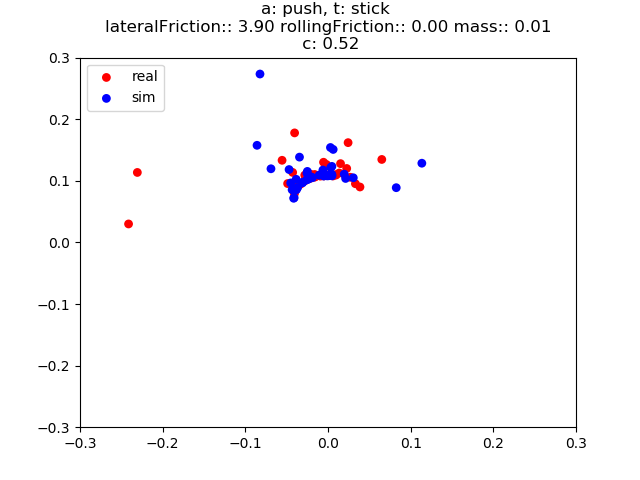 a: push, t: stick
lateralFriction:: 3.90 rollingFriction:: 0.00 mass:: 0.01
c: 0.52
real
sim
0.3
0.2
0.1
0.0
−0.1
−0.2
−0.3
−0.3
−0.2
−0.1
0.0
0.1
0.2
0.3